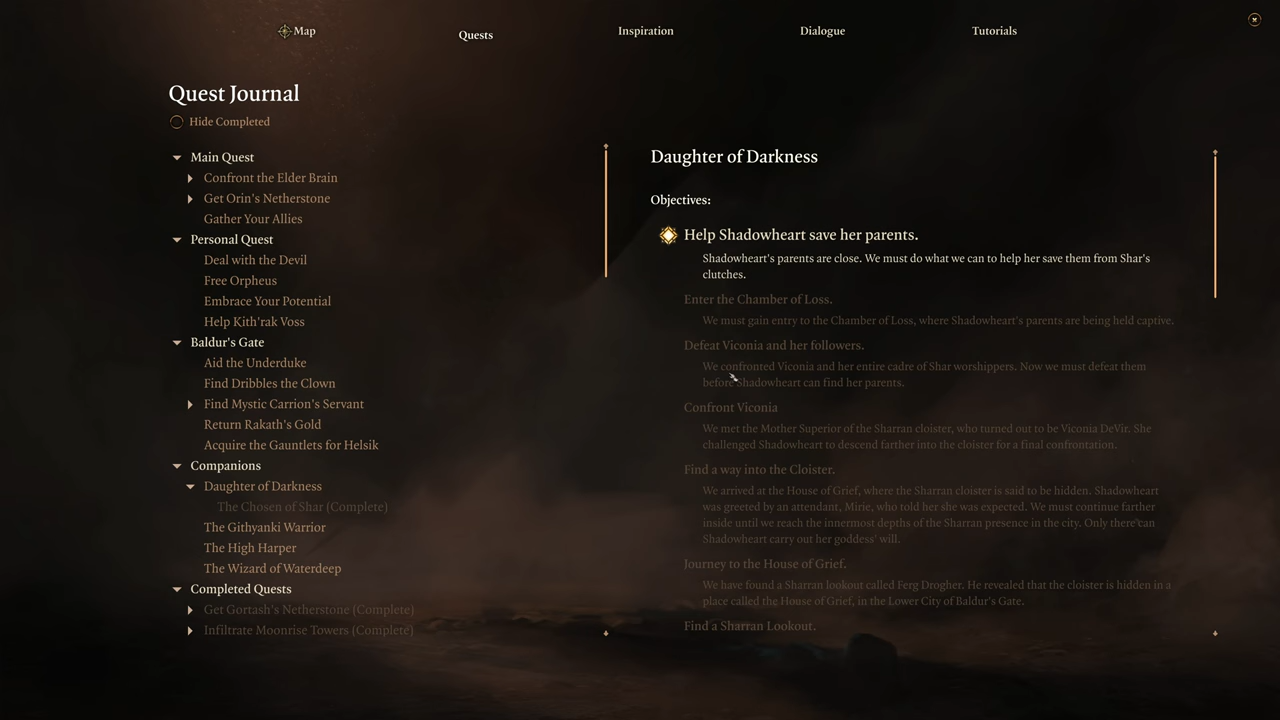 Map
Quests
Inspiration
Dialogue
Tutorials
Quest Journal
Hide Completed
Main Quest
Confront the Elder Brain
Get Orin's Netherstone
Gather Your Allies
Personal Quest
Deal with the Devil
Free Orpheus
Embrace Your Potential
Help Kith'rak Voss
Baldur's Gate
Aid the Underduke
Find Dribbles the Clown
Find Mystic Carrion's Servant
Return Rakath's Gold
Acquire the Gauntlets for Helsik
Companions
Daughter of Darkness
The Chosen of Shar (Complete)
The Githyanki Warrior
The High Harper
The Wizard of Waterdeep
Completed Quests
Get Gortash's Netherstone (Complete)
Infiltrate Moonrise Towers (Complete)
Daughter of Darkness
Objectives:
Help Shadowheart save her parents.
Shadowheart's parents are close. We must do what we can to help her save them from Shar's
clutches.
Enter the Chamber of Loss.
We must gain entry to the Chamber of Loss, where Shadowheart's parents are being held captive.
Defeat Viconia and her followers.
We confronted Viconia and her entire cadre of Shar worshippers. Now we must defeat them
before Shadowheart can find her parents.
Confront Viconia
We met the Mother Superior of the Sharran cloister, who turned out to be Viconia DeVir. She
challenged Shadowheart to descend farther into the cloister for a final confrontation.
Find a way into the Cloister.
We arrived at the House of Grief, where the Sharran cloister is said to be hidden. Shadowheart
was greeted by an attendant, Mirie, who told her she was expected. We must continue farther
inside until we reach the innermost depths of the Sharran presence in the city. Only there can
Shadowheart carry out her goddess' will.
Journey to the House of Grief.
We have found a Sharran lookout called Ferg Drogher. He revealed that the cloister is hidden in a
place called the House of Grief, in the Lower City of Baldur's Gate.
Find a Sharran Lookout.